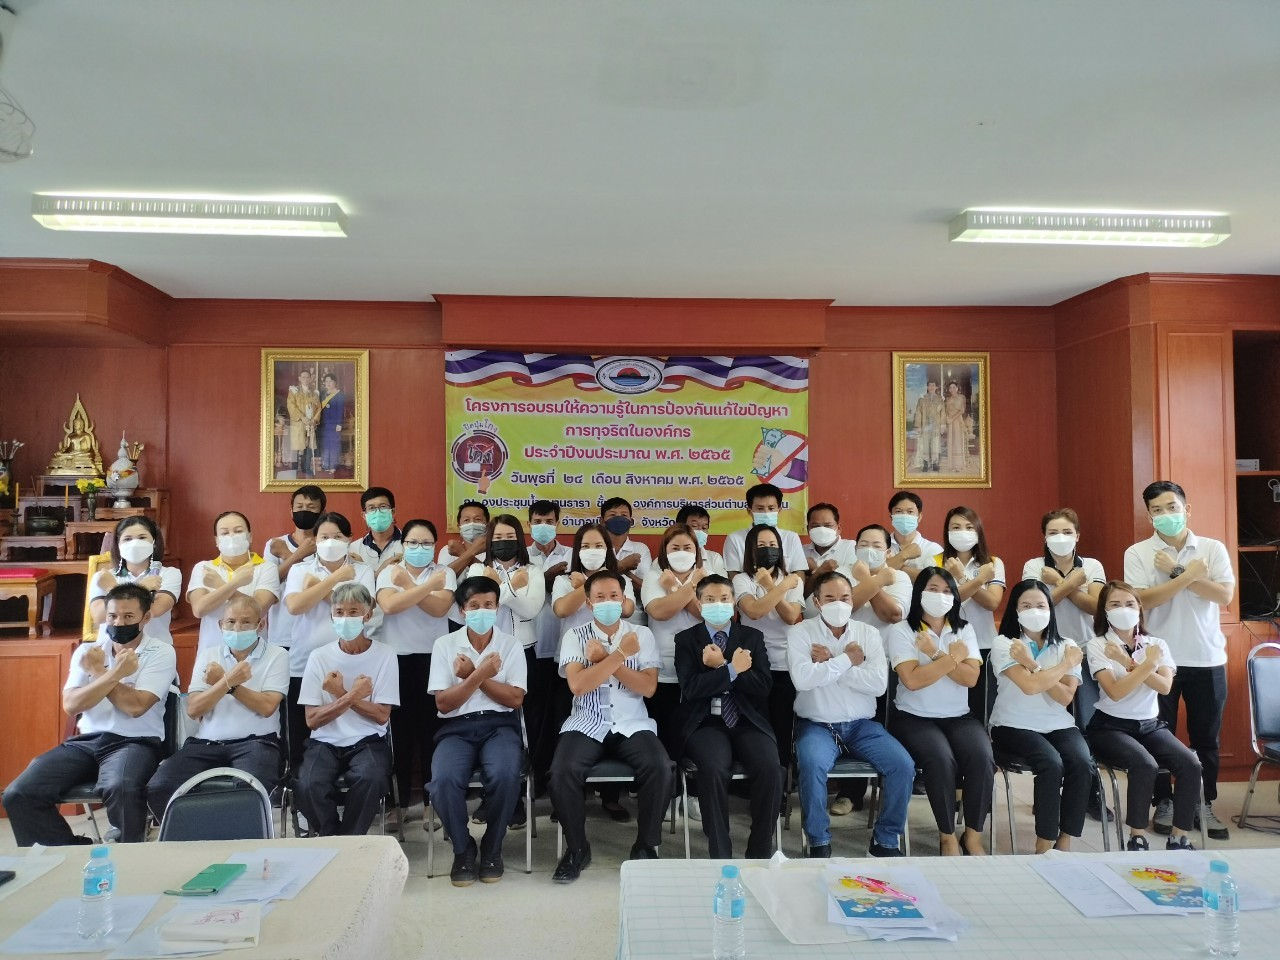 โครงการอบรมให้ความรู้ในการป้องกันแก้ไขปัญหา
การทุจริตในองค์กร
ประจำปีงบประมาณ พ.ศ. ๒๕๖๕
วันพุธที่ ๒๔ เดือน สิงหาคม พ.ศ. ๒๕๖๕
องค์การบริหารส่วนตำบล
จังหวัด
โกง